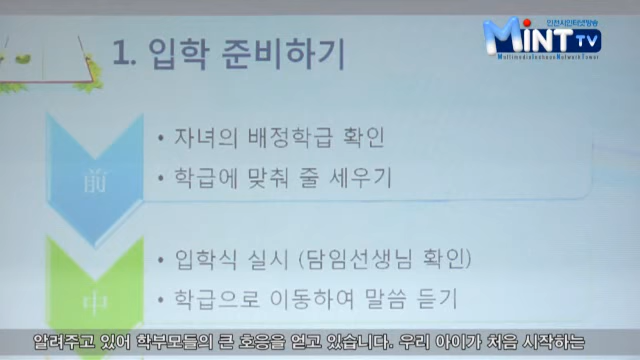 인천시인터넷방송
MiNT TV
MultimediaIncheonNetworkTower
1. 입학 준비하기
前
• 자녀의 배정학급 확인
• 학급에 맞춰 줄 세우기
中
• 입학식 실시 (담임선생님 확인)
• 학급으로 이동하여 말씀 듣기
알려주고 있어 학부모들의 큰 호응을 얻고 있습니다. 우리 아이가 처음 시작하는